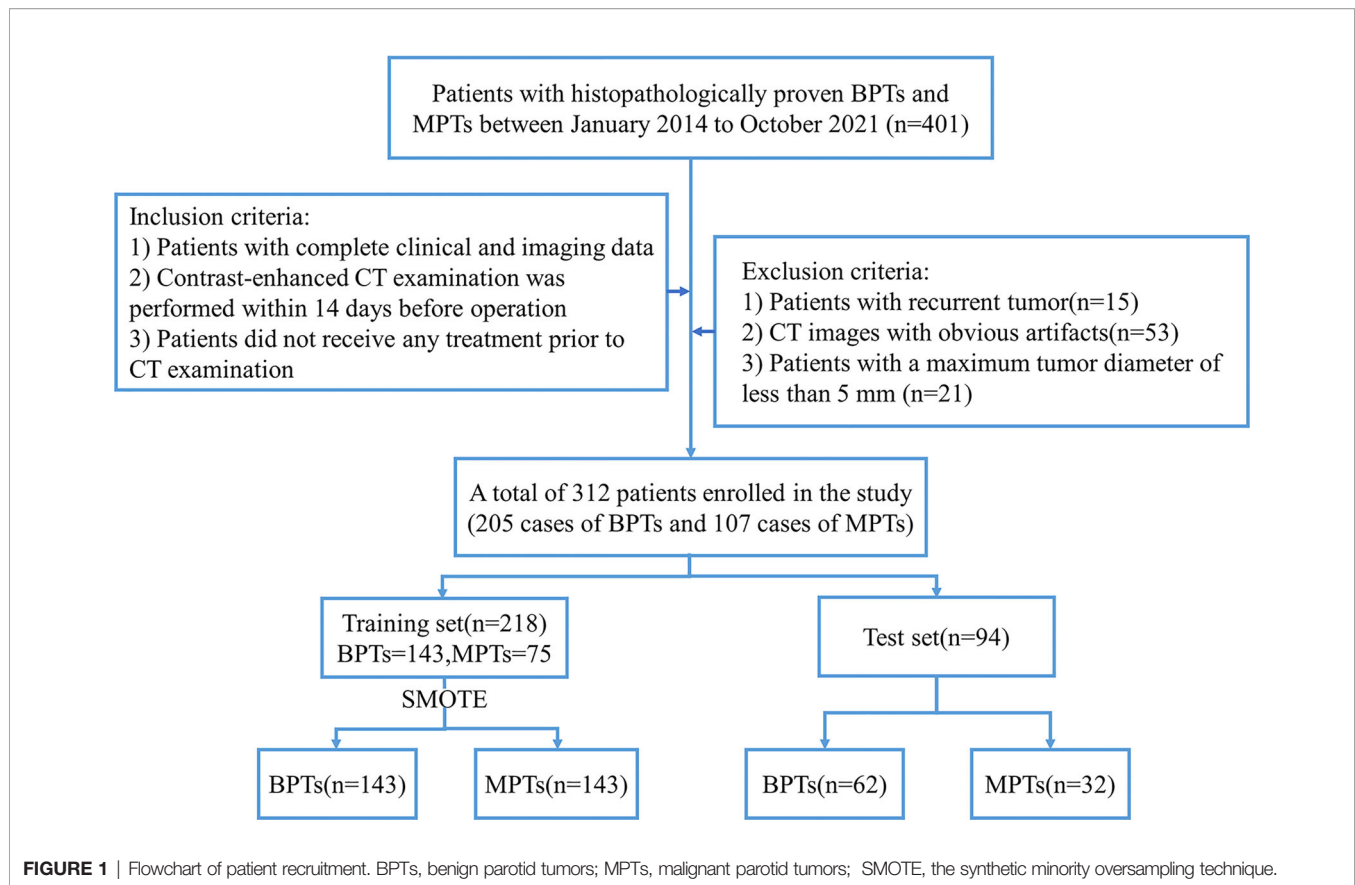 Patients with histopathologically proven BPTs and
MPTs between January 2014 to October 2021 (n=401)
Inclusion criteria:
1) Patients with complete clinical and imaging data
2) Contrast-enhanced CT examination was
performed within 14 days before operation
3) Patients did not receive any treatment prior to
CT examination
Exclusion criteria:
1) Patients with recurrent tumor(n=15)
2) CT images with obvious artifacts(n=53)
3) Patients with a maximum tumor diameter of
less than 5 mm (n=21)
A total of 312 patients enrolled in the study
(205 cases of BPTs and 107 cases of MPTs)
Training set(n=218)
BPTs=143,MPTs=75
Test set(n=94)
SMOTE
BPTs(n=143)
MPTs(n=143)
BPTs(n=62)
MPTs(n=32)
FIGURE 1 | Flowchart of patient recruitment. BPTs, benign parotid tumors; MPTs, malignant parotid tumors; SMOTE, the synthetic minority oversampling technique.